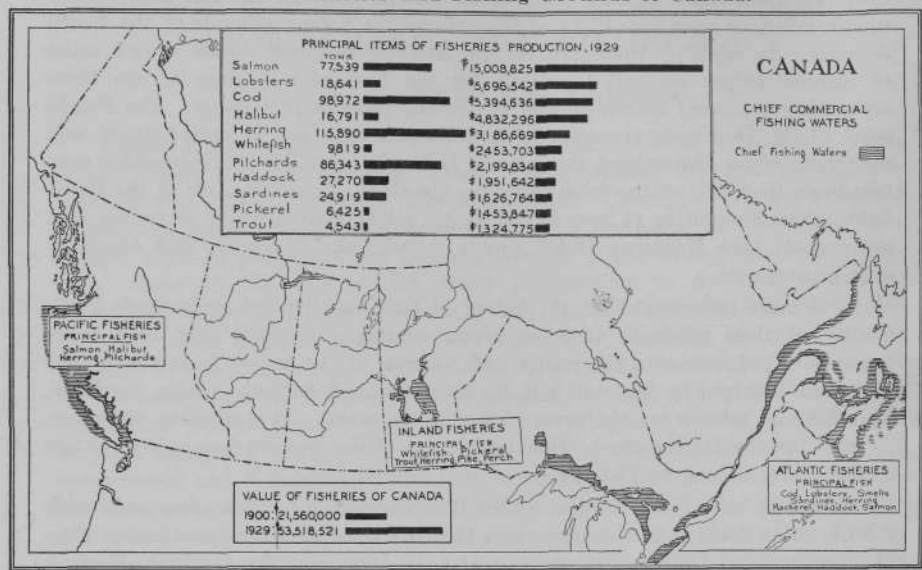 PRINCIPAL ITEMS OF FISHERIES PRODUCTION, 1929
TONS $
Salmon 77,539 15,008,825
Lobsters 18,641 $5,696,542
Cod 98,972 $5,394,636
Halibut 16,791 $4,832,296
Herring 115,890 $3,186,669
Whitefish 9,819 $2,453,703
Pilchards 86,343 $2,199,834
Haddock 27,270 $1,951,642
Sardines 24,919 $1,626,764
Pickerel 6,425 $1,453,847
Trout 4,543 $1,324,775
CANADA
CHIEF COMMERCIAL
FISHING WATERS
Chief Fishing Waters
PACIFIC FISHERIES
PRINCIPAL FISH
Salmon, Halibut
Herring, Pilchards
INLAND FISHERIES
PRINCIPAL FISH
Whitefish, Pickeral
Trout, Herring, Pike, Perch
ATLANTIC FISHERIES
PRINCIPAL FISH
Cod, Lobsters, Smelts
Sardines, Herring
Mackerel, Haddock, Salmon
VALUE OF FISHERIES OF CANADA
1900: 21,560,000
1929: 53,518,521